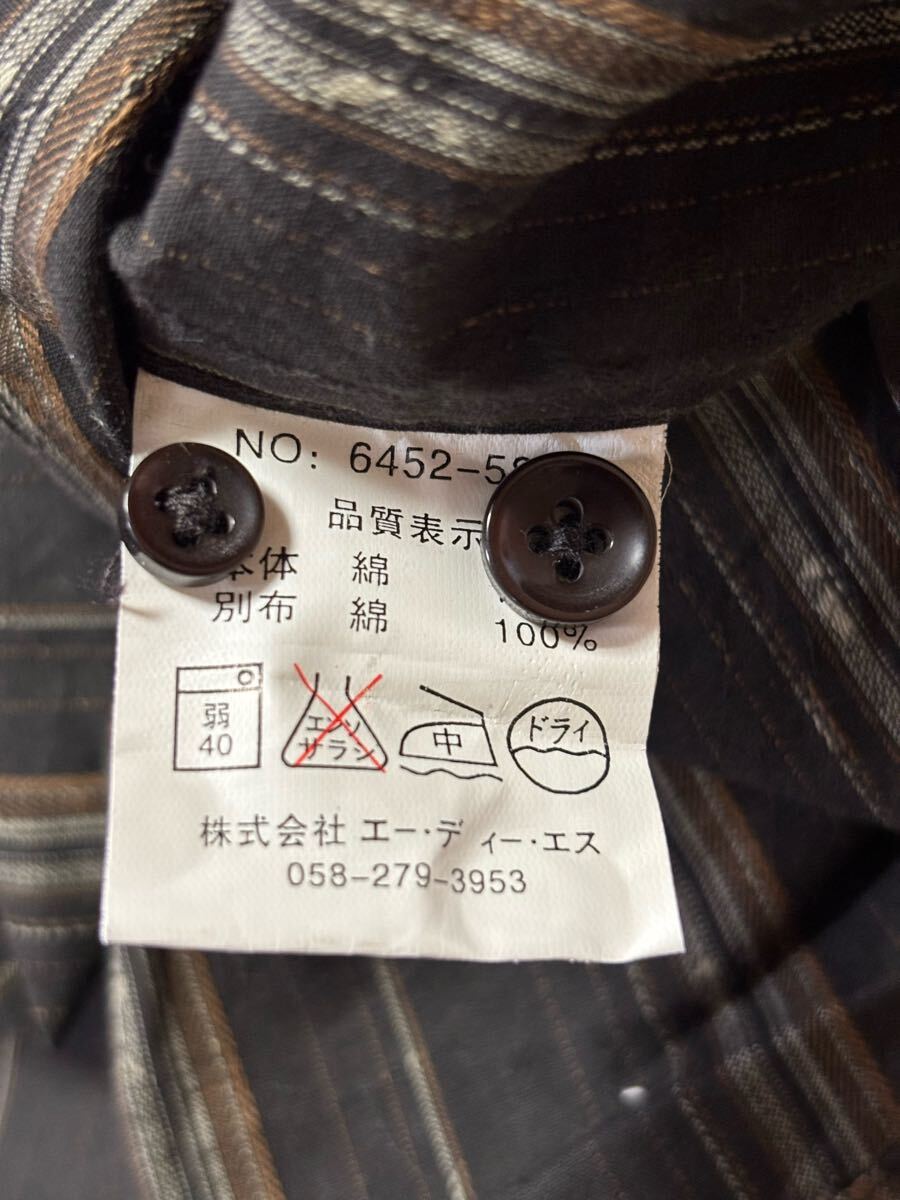 NO: 6452-58
品質表示
本体 綿
別布 綿 100%
弱
40
エンソ
サラシ
中
ドライ
株式会社 エー・ディー・エス
058-279-3953